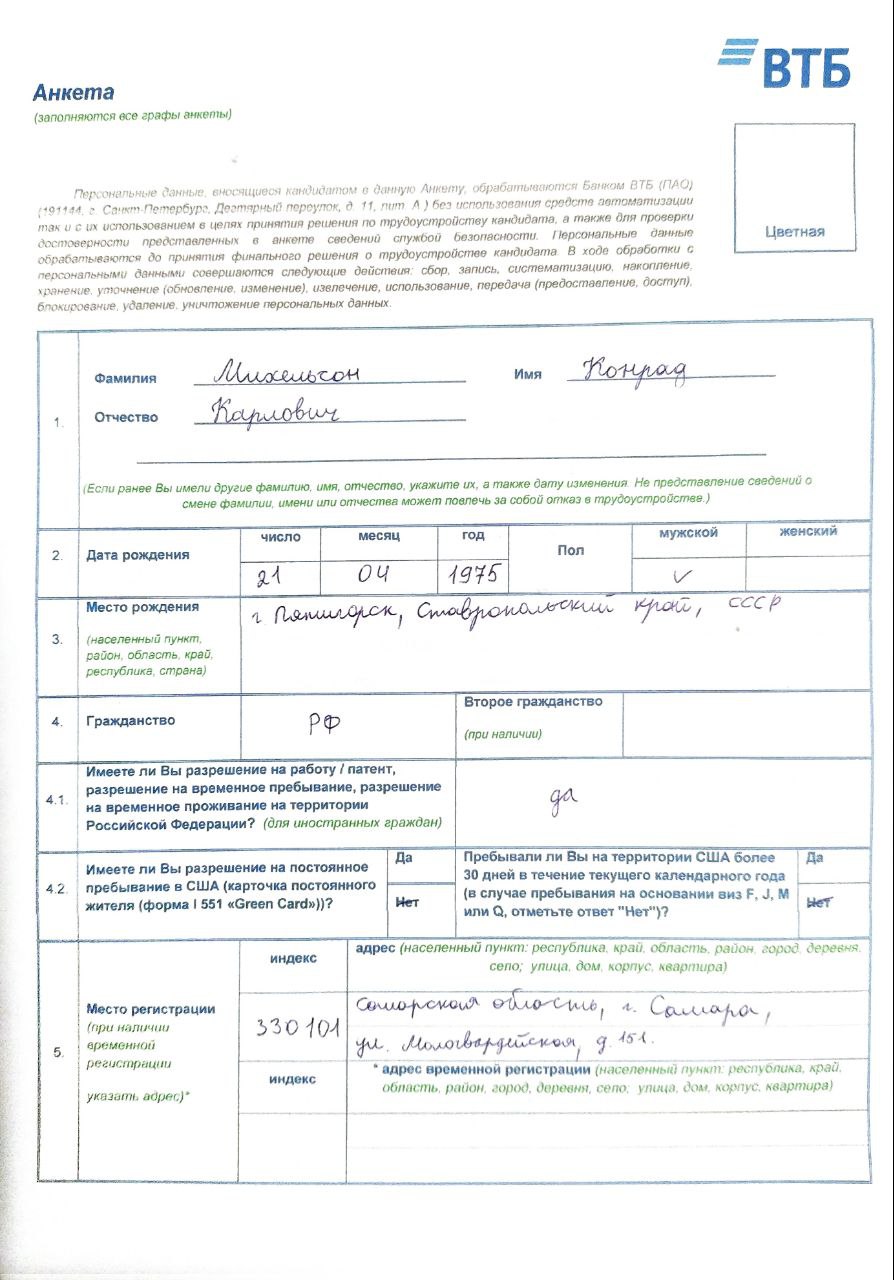 ВТБ
Анкета
(заполняются все графы анкеты)
Цветная
Персональные данные, вносящиеся кандидатом в данную Анкету, обрабатываются Банком ВТБ (ПАО)
(191144, г. Санкт-Петербург, Дегтярный переулок, д. 11, лит. А ) без использования средств автоматизации
так и с их использованием в целях принятия решения по трудоустройству кандидата, а также для проверки
достоверности представленных в анкете сведений службой безопасности. Персональные данные
обрабатываются до принятия финального решения о трудоустройстве кандидата. В ходе обработки с
персональными данными совершаются следующие действия: сбор, запись, систематизацию, накопление,
хранение, уточнение (обновление, изменение), извлечение, использование, передача (предоставление, доступ),
блокирование, удаление, уничтожение персональных данных.
1.
Фамилия Михельсон Имя Конрад
Отчество Карлович
(Если ранее Вы имели другие фамилию, имя, отчество, укажите их, а также дату изменения. Не представление сведений о
смене фамилии, имени или отчества может повлечь за собой отказ в трудоустройстве.)
2. Дата рождения число месяц год Пол мужской женский
21 04 1975 ✓
3. Место рождения
(населенный пункт,
район, область, край,
республика, страна)
г. Пятигорск, Ставропольский край, СССР
4. Гражданство РФ
Второе гражданство
(при наличии)
4.1. Имеете ли Вы разрешение на работу / патент,
разрешение на временное пребывание, разрешение
на временное проживание на территории
Российской Федерации? (для иностранных граждан)
да
4.2. Имеете ли Вы разрешение на постоянное
пребывание в США (карточка постоянного
жителя (форма I 551 «Green Card»))?
Да
Нет
Пребывали ли Вы на территории США более
30 дней в течение текущего календарного года
(в случае пребывания на основании виз F, J, M
или Q, отметьте ответ "Нет")?
Да
Нет
5. Место регистрации
(при наличии
временной
регистрации
указать адрес)*
индекс
адрес (населенный пункт: республика, край, область, район, город, деревня,
село; улица, дом, корпус, квартира)
330101
Самарская область, г. Самара,
ул. Мологвардейская, д. 151.
индекс
* адрес временной регистрации (населенный пункт: республика, край,
область, район, город, деревня, село; улица, дом, корпус, квартира)